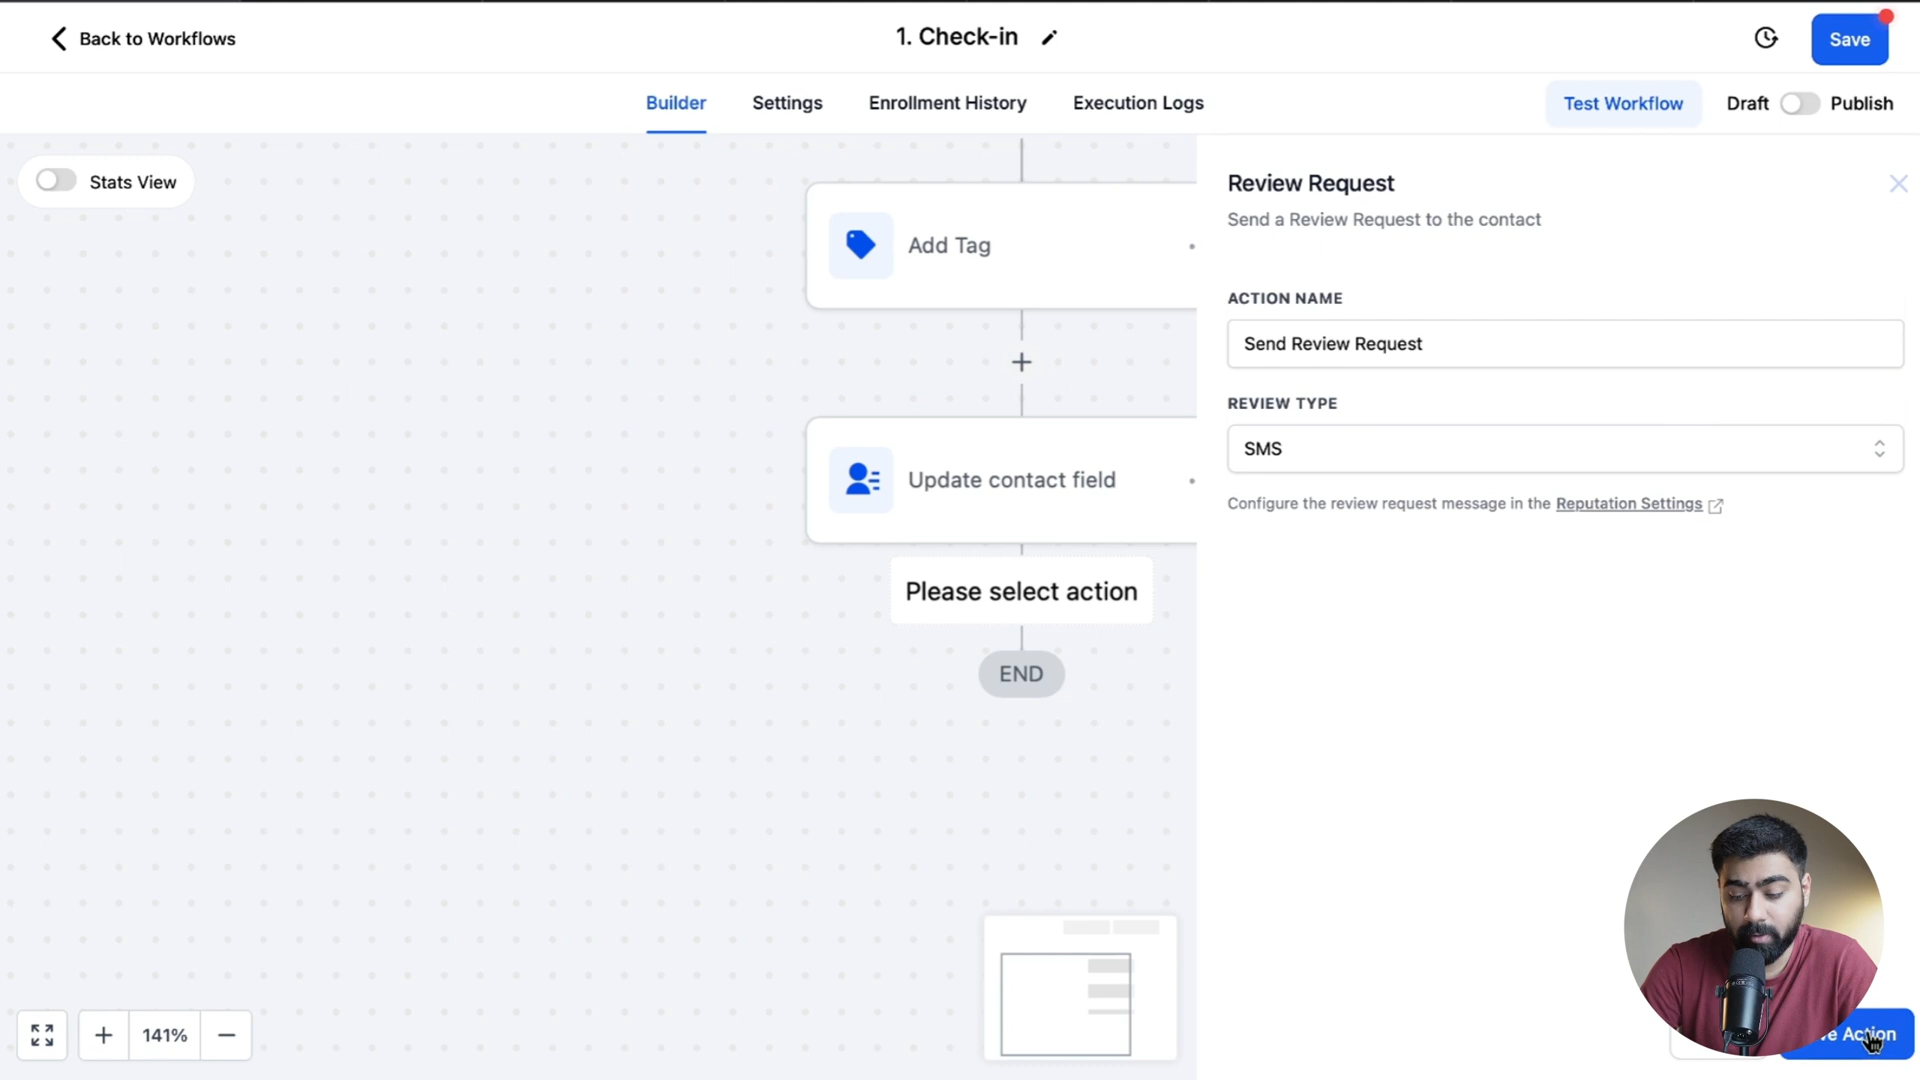 Back to Workflows
1. Check-in
Save
Builder
Settings
Enrollment History
Execution Logs
Test Workflow
Draft
Publish
Stats View
Add Tag
Update contact field
Please select action
END
141%
Review Request
Send a Review Request to the contact
ACTION NAME
Send Review Request
REVIEW TYPE
SMS
Configure the review request message in the Reputation Settings
Action